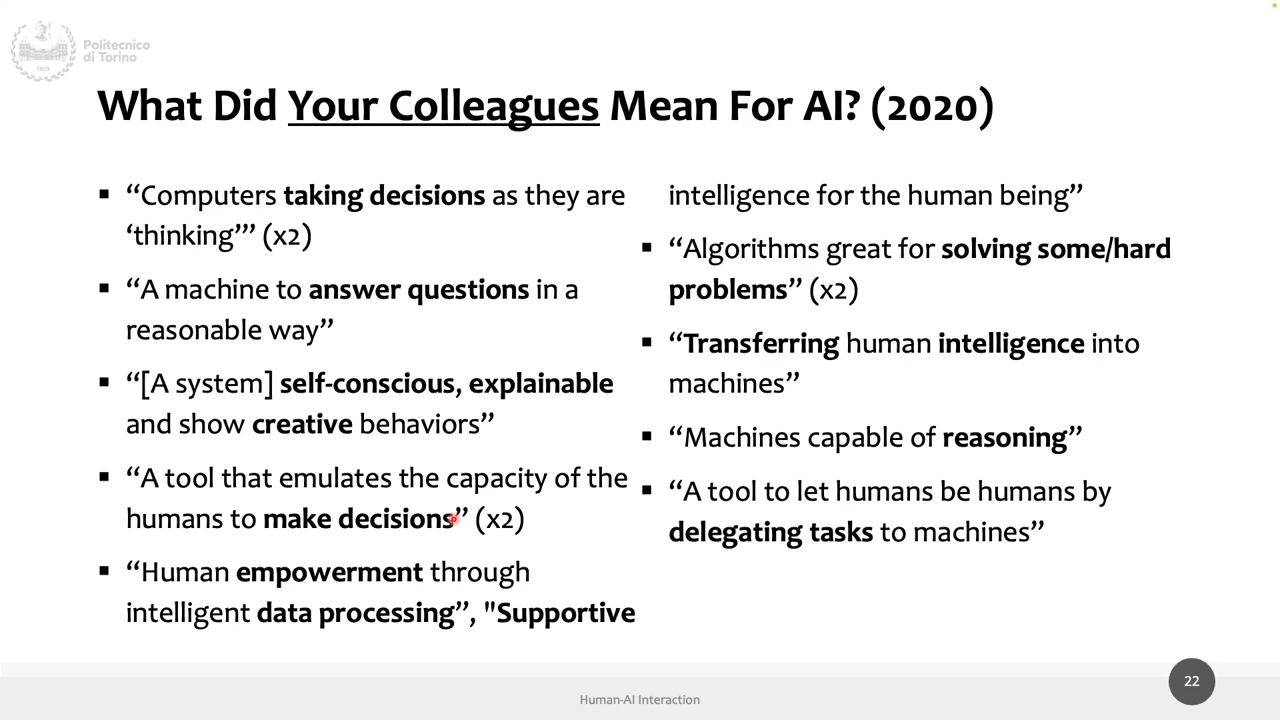 Politecnico
di Torino
1859
What Did Your Colleagues Mean For AI? (2020)
▪ “Computers taking decisions as they are
‘thinking’” (x2)
▪ “A machine to answer questions in a
reasonable way”
▪ “[A system] self-conscious, explainable
and show creative behaviors”
▪ “A tool that emulates the capacity of the
humans to make decisions” (x2)
▪ “Human empowerment through
intelligent data processing”, "Supportive
intelligence for the human being”
▪ “Algorithms great for solving some/hard
problems” (x2)
▪ “Transferring human intelligence into
machines”
▪ “Machines capable of reasoning”
▪ “A tool to let humans be humans by
delegating tasks to machines”
Human-AI Interaction
22